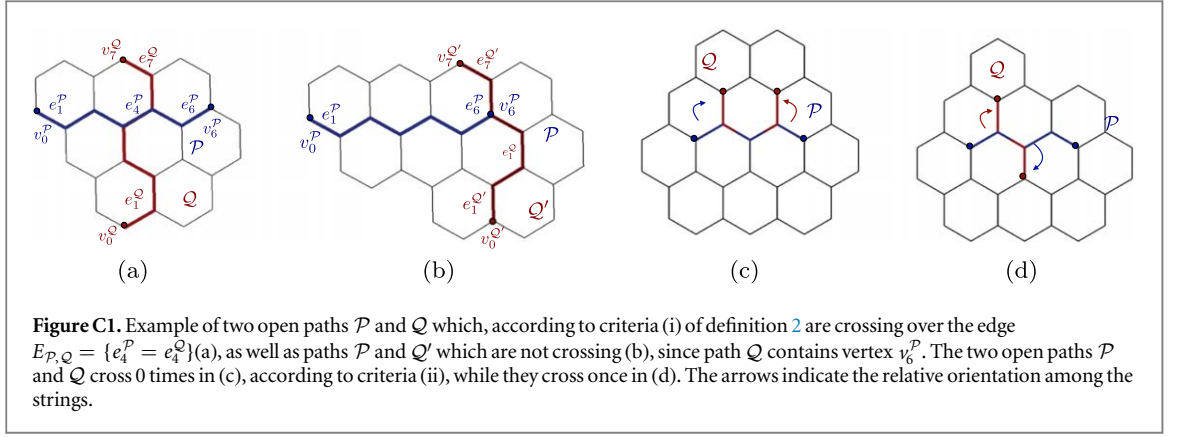 v_7^𝒬 e_7^𝒬
e_1^𝒫 e_4^𝒫 e_6^𝒫
v_0^𝒫 v_6^𝒫
𝒫
e_1^𝒬 𝒬
v_0^𝒬
(a)
v_7^𝒬′ e_7^𝒬′
e_1^𝒫 e_6^𝒫 v_6^𝒫
v_0^𝒫 𝒫
e_1^𝒬
e_1^𝒬′ 𝒬′
v_0^𝒬′
(b)
𝒬
𝒫
(c)
𝒬
𝒫
(d)
Figure C1. Example of two open paths 𝒫 and 𝒬 which, according to criteria (i) of definition 2 are crossing over the edge
E_{𝒫,𝒬} = {e_4^𝒫 = e_4^𝒬}(a), as well as paths 𝒫 and 𝒬′ which are not crossing (b), since path 𝒬 contains vertex v_6^𝒫. The two open paths 𝒫
and 𝒬 cross 0 times in (c), according to criteria (ii), while they cross once in (d). The arrows indicate the relative orientation among the
strings.